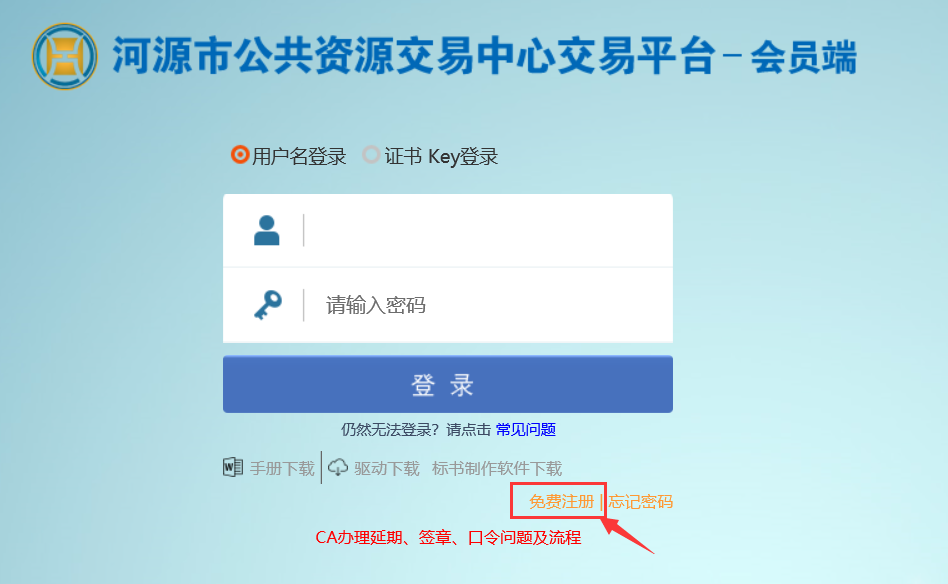 河源市公共资源交易中心交易平台－会员端
用户名登录 证书 Key登录
请输入密码
登 录
仍然无法登录？请点击 常见问题
手册下载 驱动下载 标书制作软件下载
免费注册 | 忘记密码
CA办理延期、签章、口令问题及流程